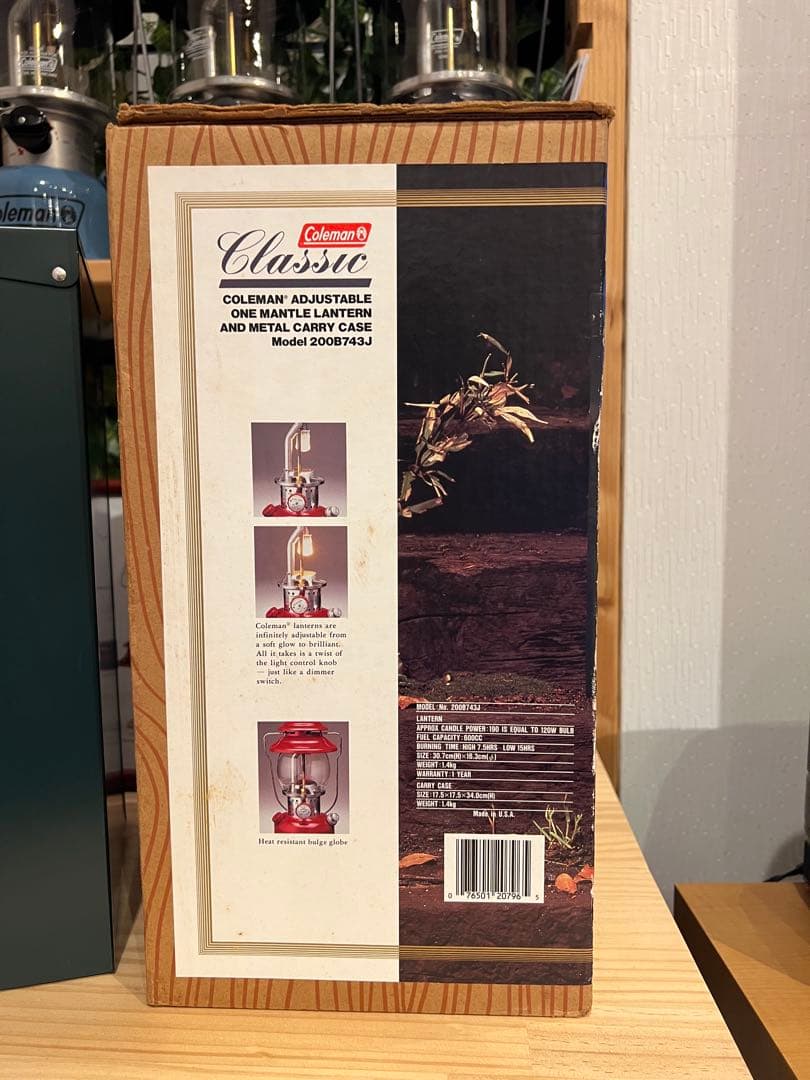 Coleman
Coleman
Classic
COLEMAN® ADJUSTABLE
ONE MANTLE LANTERN
AND METAL CARRY CASE
Model 200B743J
Coleman® lanterns are
infinitely adjustable from
a soft glow to brilliant.
All it takes is a twist of
the light control knob
— just like a dimmer
switch.
Heat resistant bulge globe
MODEL: No. 200B743J
LANTERN
APPROX CANDLE POWER: 190 IS EQUAL TO 120W BULB
FUEL CAPACITY: 600CC
BURNING TIME: HIGH 7.5HRS LOW 15HRS
SIZE: 30.7cm(H)×16.3cm(φ)
WEIGHT: 1.4kg
WARRANTY: 1 YEAR
CARRY CASE
SIZE: 17.5×17.5×34.0cm(H)
WEIGHT: 1.4kg
Made in U.S.A.
0 76501 20796 5